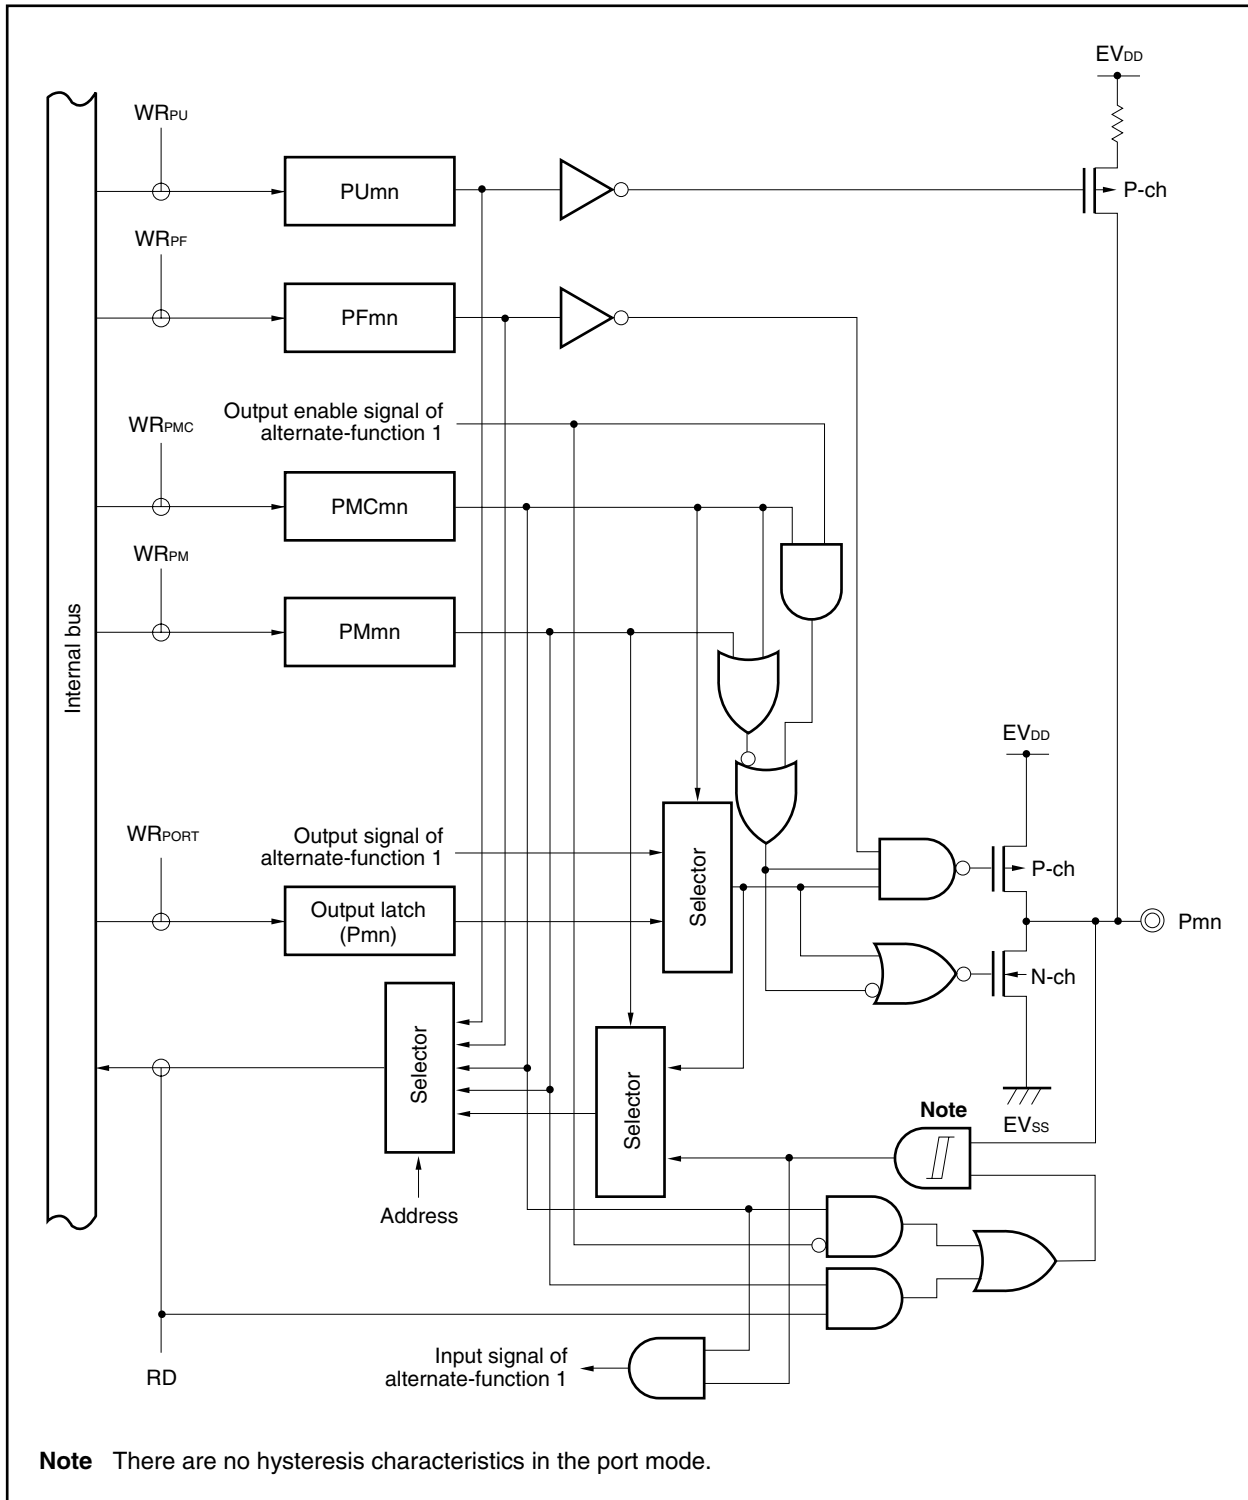 EVDD
WRPU
PUmn
P-ch
WRPF
PFmn
Output enable signal of
alternate-function 1
WRPMC
PMCmn
WRPM
PMmn
Internal bus
EVDD
WRPORT
Output signal of
alternate-function 1
Selector
P-ch
Output latch
(Pmn)
Pmn
N-ch
Selector
Selector
Note
EVSS
Address
Input signal of
alternate-function 1
RD
Note There are no hysteresis characteristics in the port mode.